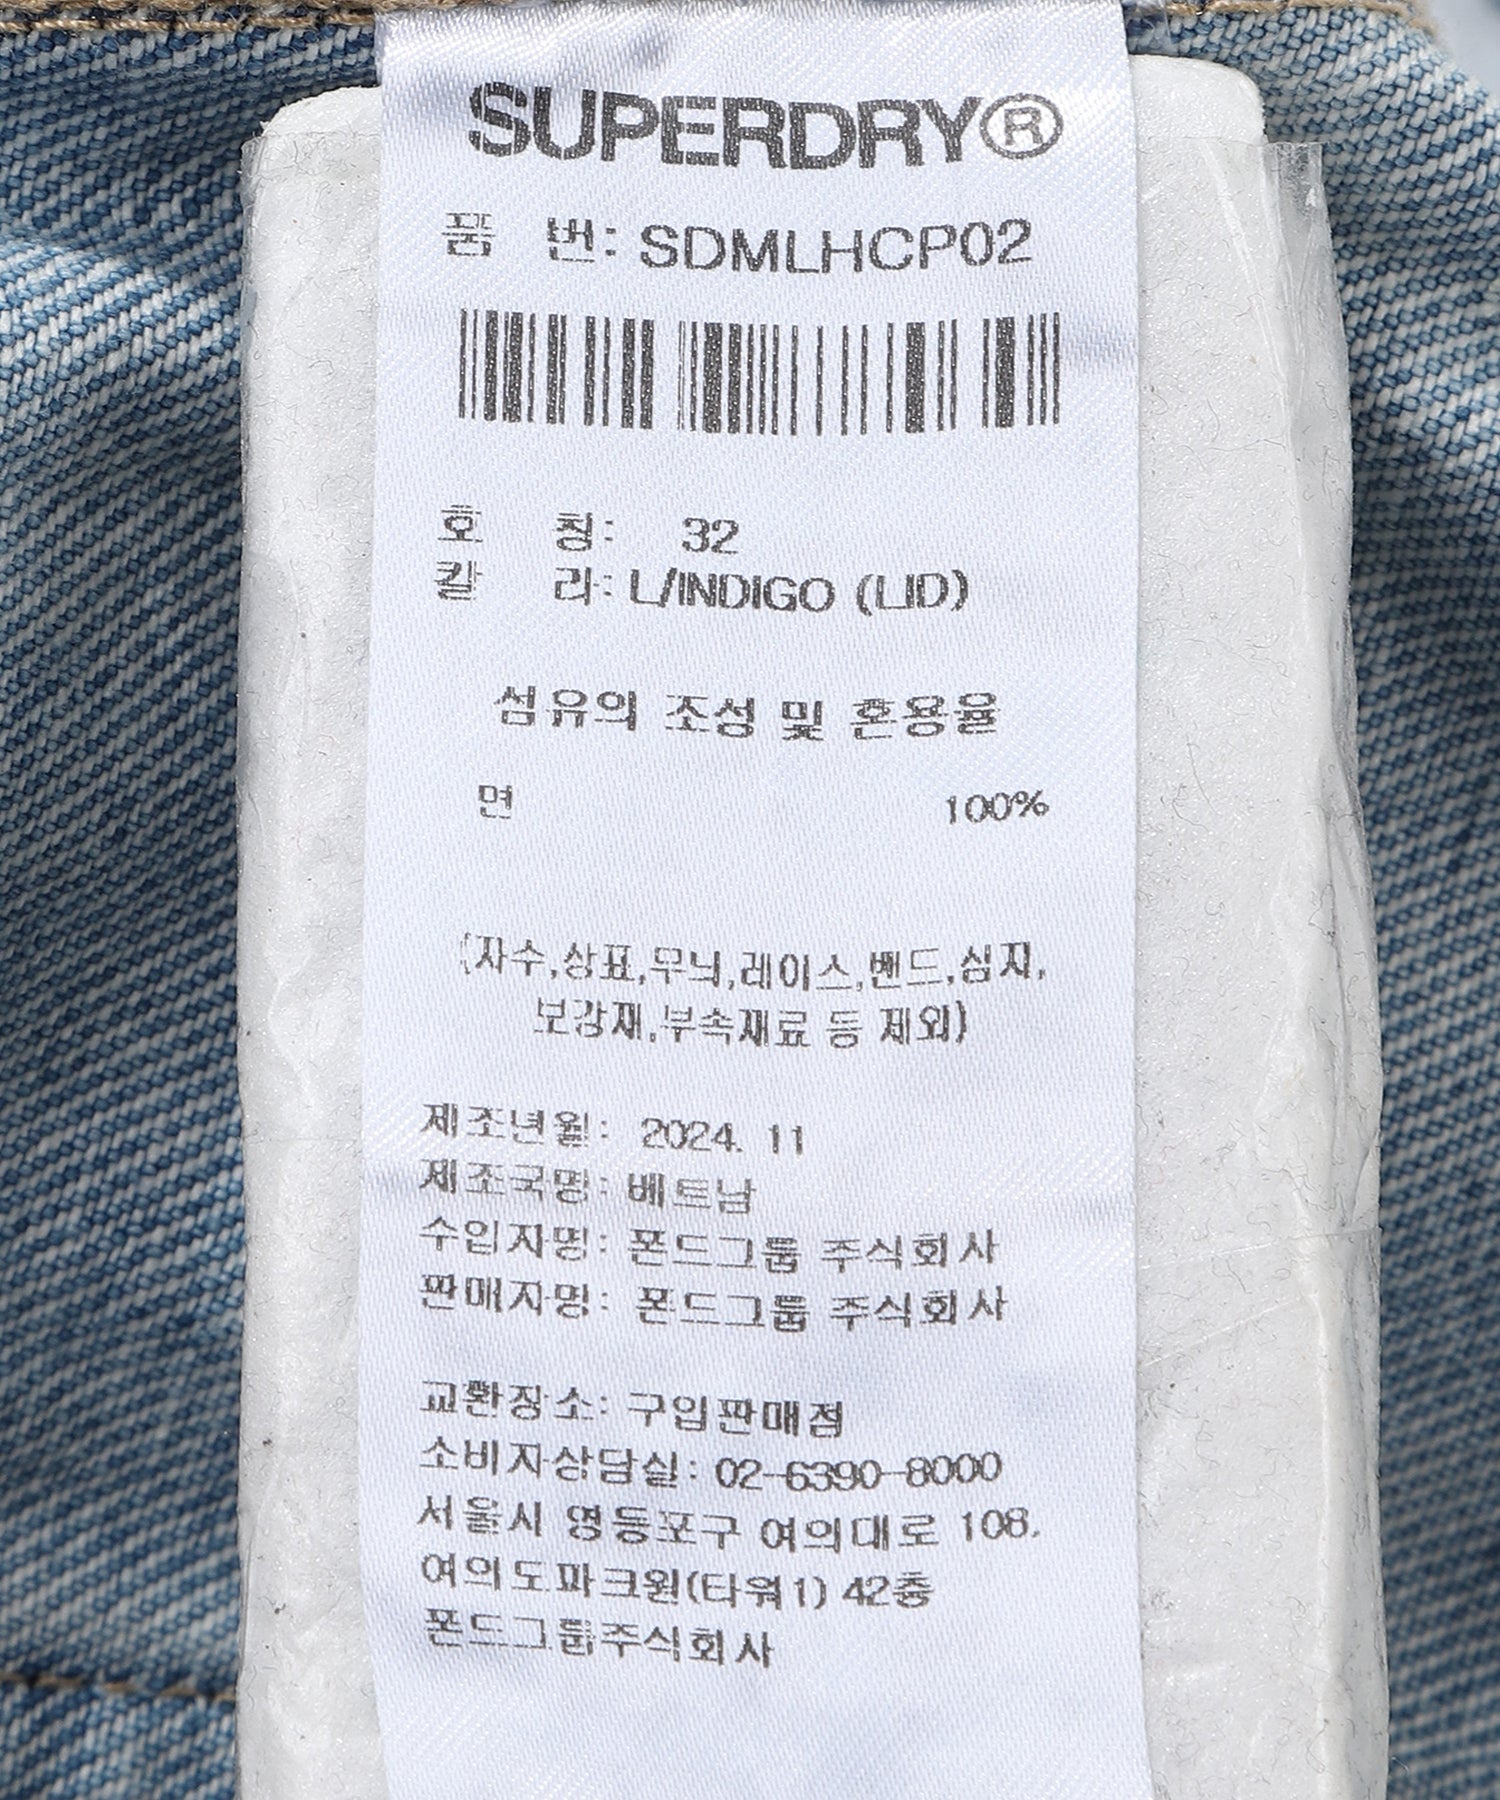 SUPERDRY®
품 번: SDMLHCP02
호 칭: 32
칼 라: L/INDIGO (LID)
섬유의 조성 및 혼용율
면 100%
(자수,상표,무늬,레이스,밴드,심지,
보강재,부속재료 등 제외)
제조년월: 2024. 11
제조국명: 베트남
수입자명: 폰드그룹 주식회사
판매자명: 폰드그룹 주식회사
교환장소: 구입판매점
소비자상담실: 02-6390-8000
서울시 영등포구 여의대로 108,
여의도파크원(타워1) 42층
폰드그룹주식회사